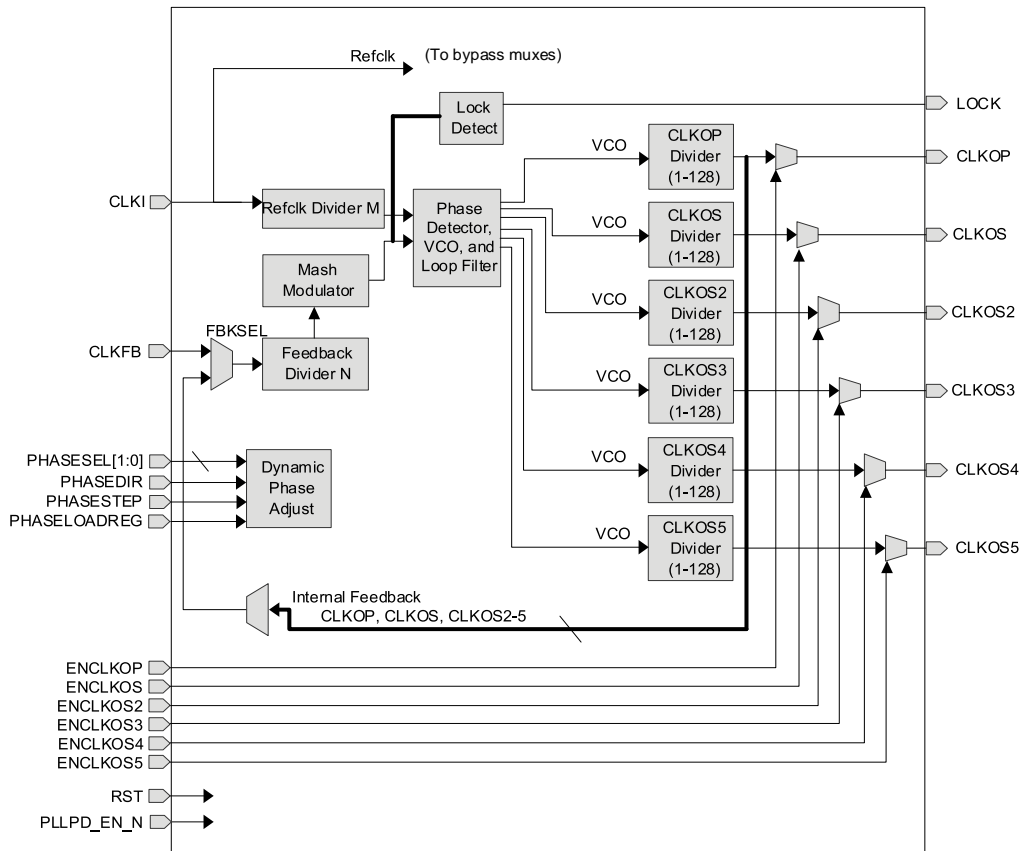 Refclk (To bypass muxes)
Lock
Detect
LOCK
VCO
CLKOP
Divider
(1-128)
CLKOP
CLKI
Refclk Divider M
Phase
Detector,
VCO, and
Loop Filter
VCO
CLKOS
Divider
(1-128)
CLKOS
Mash
Modulator
VCO
CLKOS2
Divider
(1-128)
CLKOS2
FBKSEL
CLKFB
Feedback
Divider N
VCO
CLKOS3
Divider
(1-128)
CLKOS3
PHASESEL[1:0]
PHASEDIR
PHASESTEP
PHASELOADREG
Dynamic
Phase
Adjust
VCO
CLKOS4
Divider
(1-128)
CLKOS4
VCO
CLKOS5
Divider
(1-128)
CLKOS5
Internal Feedback
CLKOP, CLKOS, CLKOS2-5
ENCLKOP
ENCLKOS
ENCLKOS2
ENCLKOS3
ENCLKOS4
ENCLKOS5
RST
PLLPD_EN_N